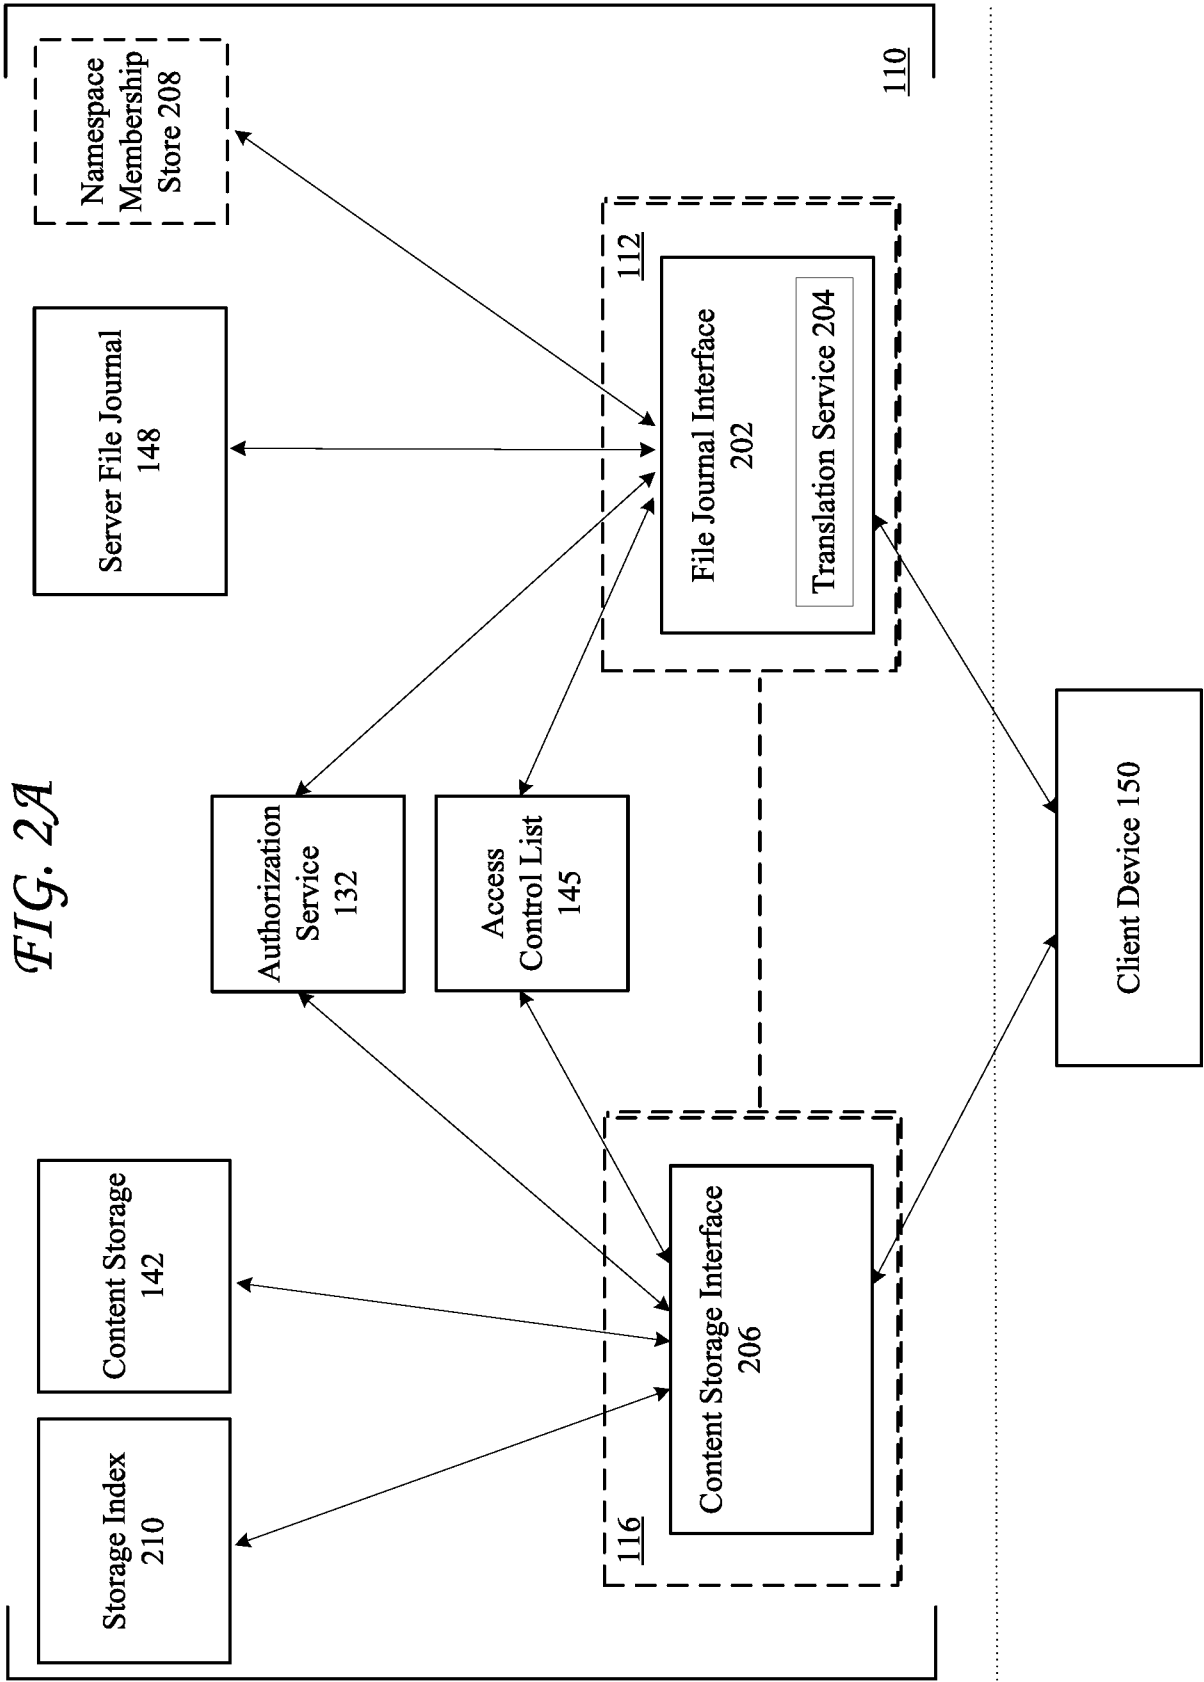 FIG. 2A
Storage Index
210
Content Storage
142
Authorization
Service
132
Access
Control List
145
Server File Journal
148
Namespace
Membership
Store 208
116
Content Storage Interface
206
112
File Journal Interface
202
Translation Service 204
110
Client Device 150